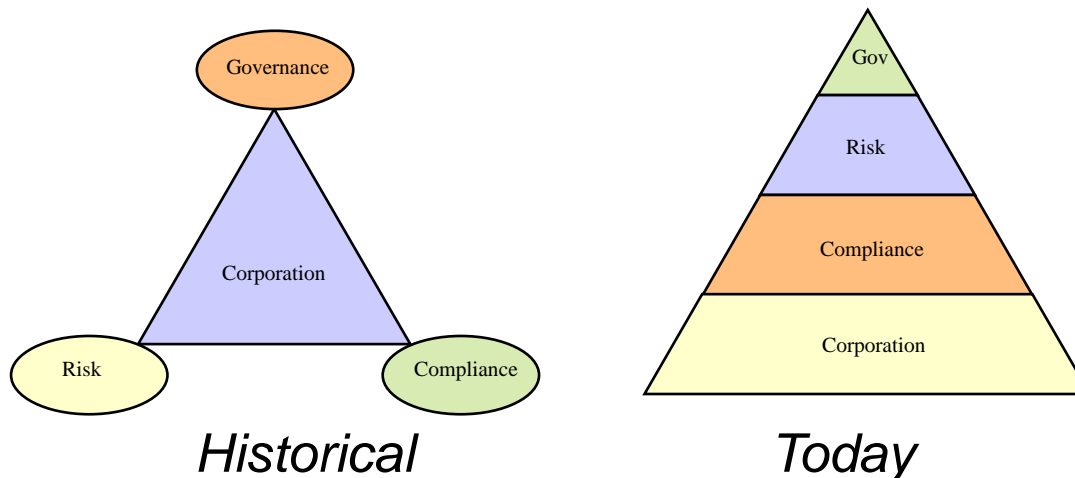 Governance
Corporation
Risk
Compliance
Historical
Gov
Risk
Compliance
Corporation
Today